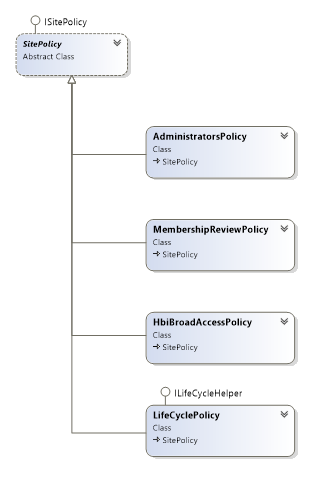 ISitePolicy
SitePolicy
Abstract Class
AdministratorsPolicy
Class
SitePolicy
MembershipReviewPolicy
Class
SitePolicy
HbiBroadAccessPolicy
Class
SitePolicy
ILifeCycleHelper
LifeCyclePolicy
Class
SitePolicy